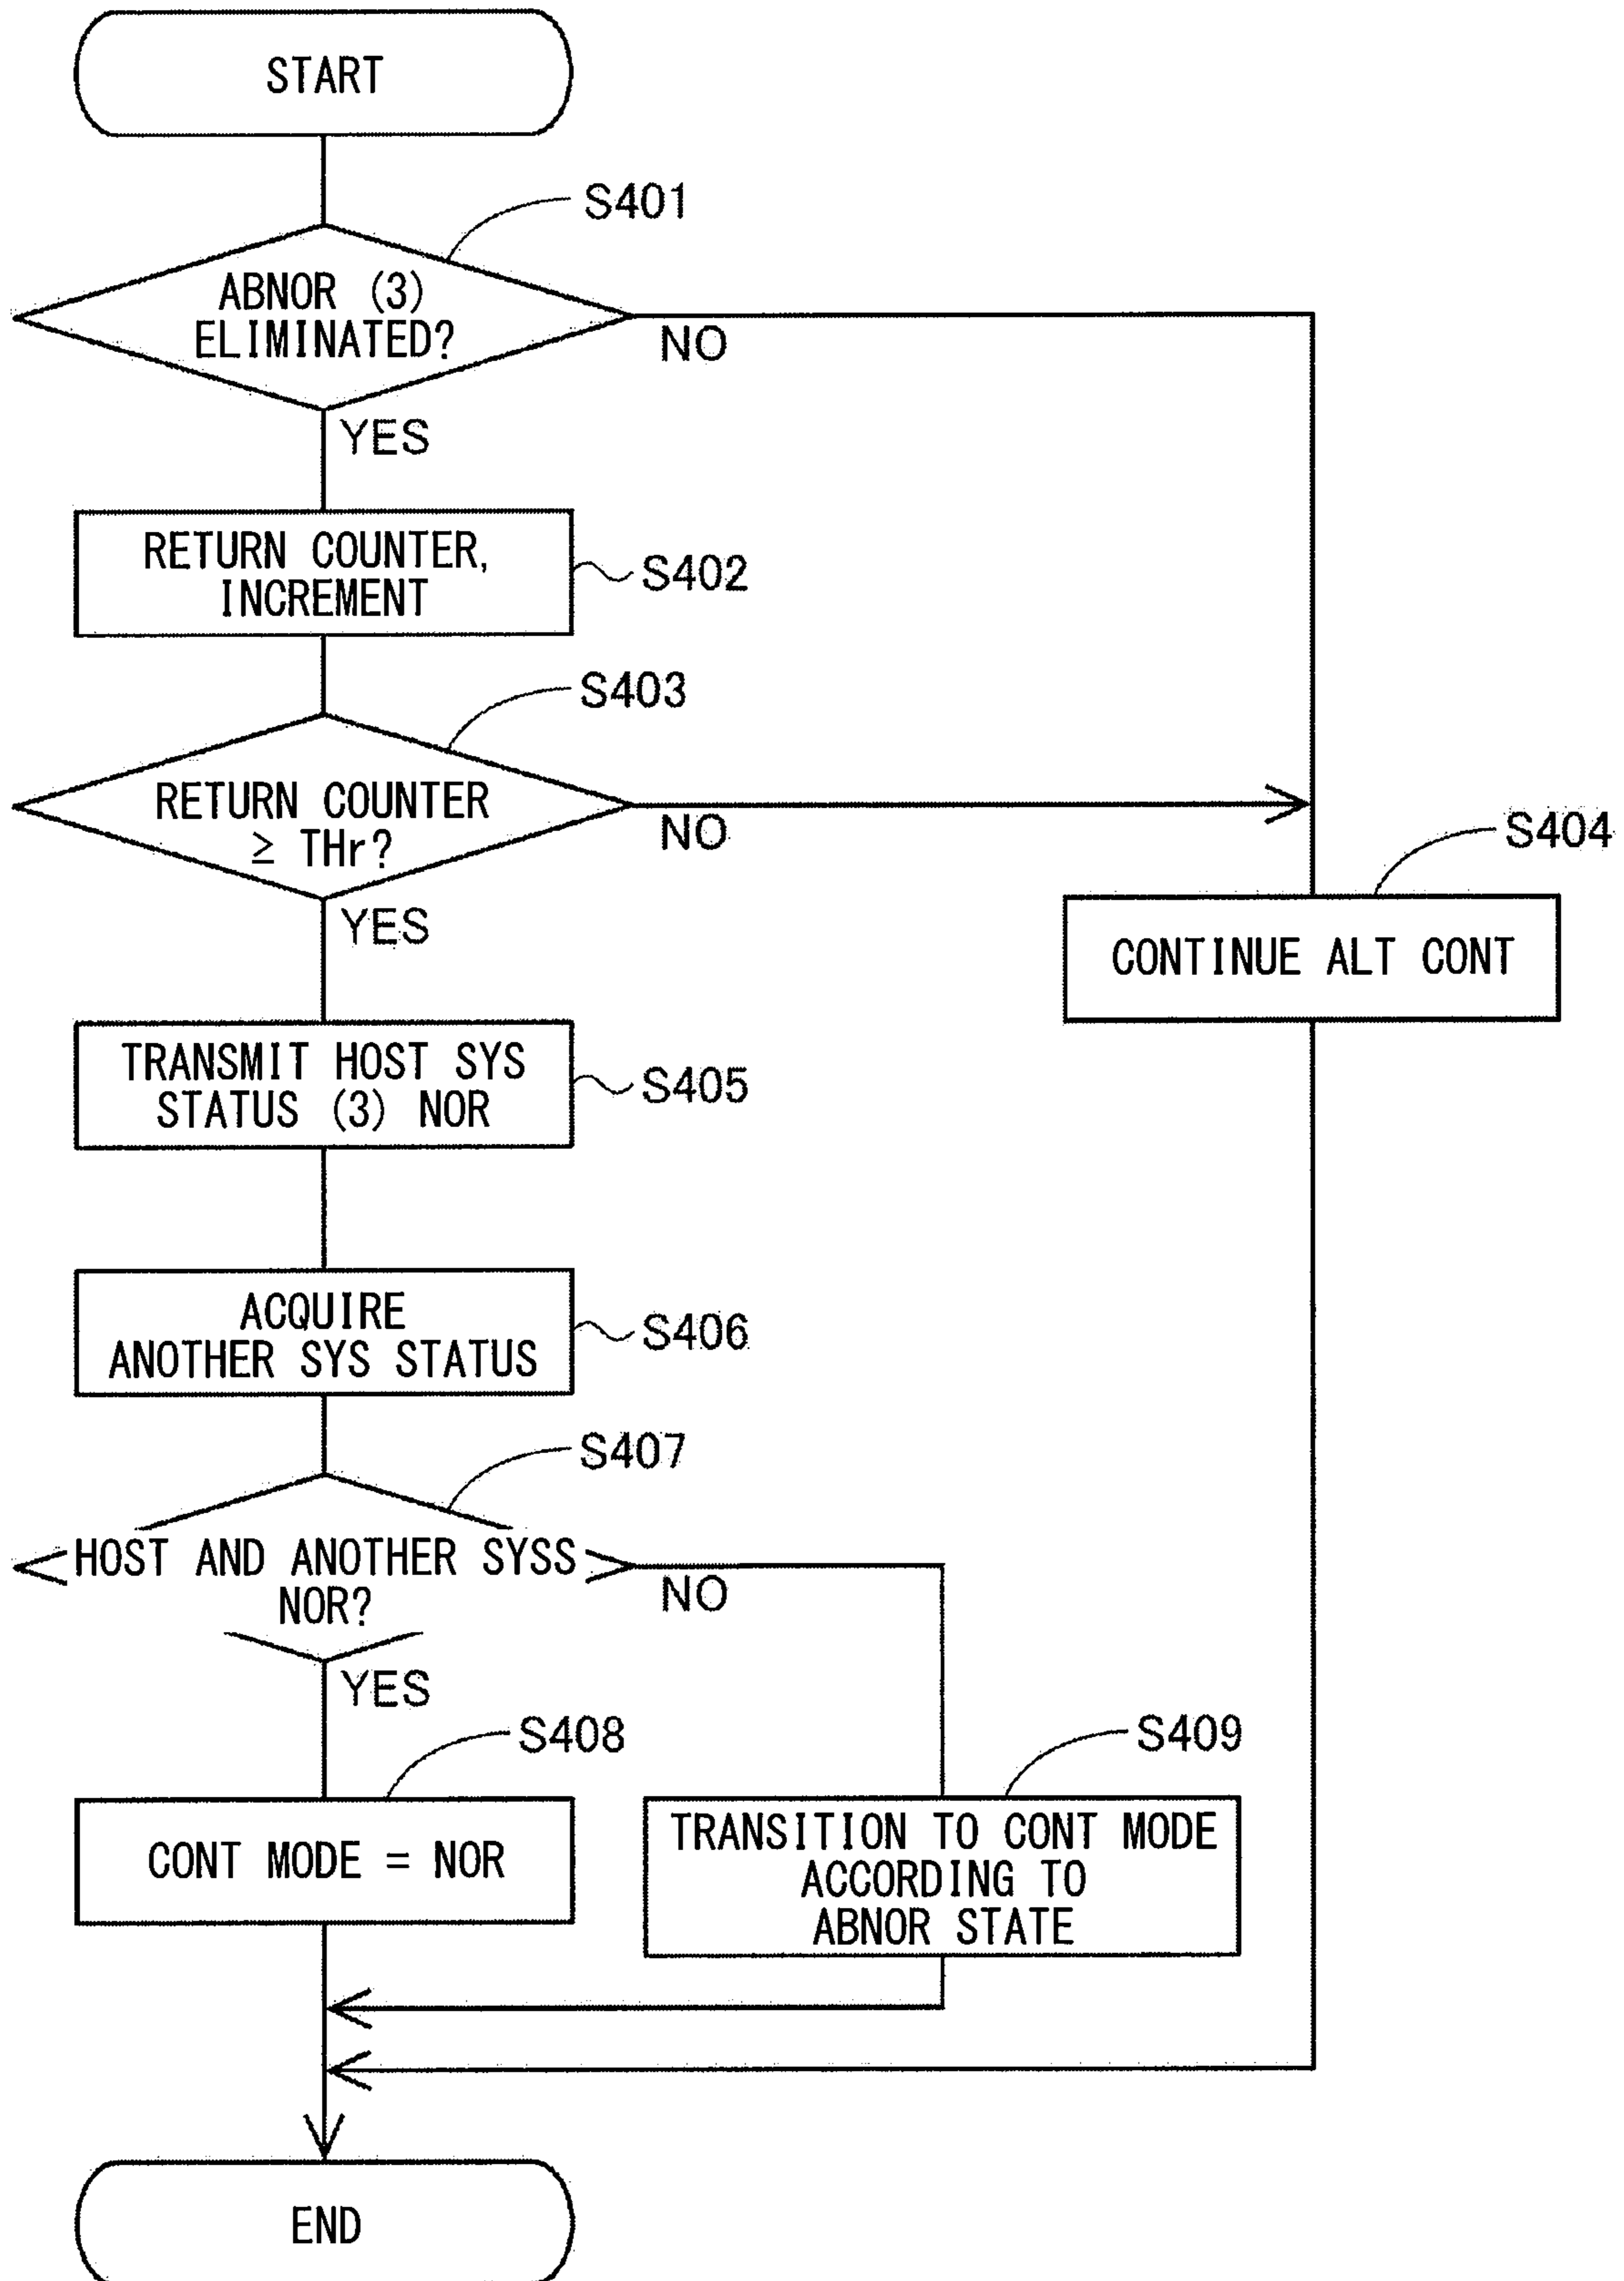 START
S401
ABNOR (3)
ELIMINATED?
NO
YES
RETURN COUNTER,
INCREMENT
S402
S403
RETURN COUNTER
≥ THr?
NO
YES
S404
CONTINUE ALT CONT
TRANSMIT HOST SYS
STATUS (3) NOR
S405
ACQUIRE
ANOTHER SYS STATUS
S406
S407
HOST AND ANOTHER SYSS
NOR?
NO
YES
S408
CONT MODE = NOR
S409
TRANSITION TO CONT MODE
ACCORDING TO
ABNOR STATE
END